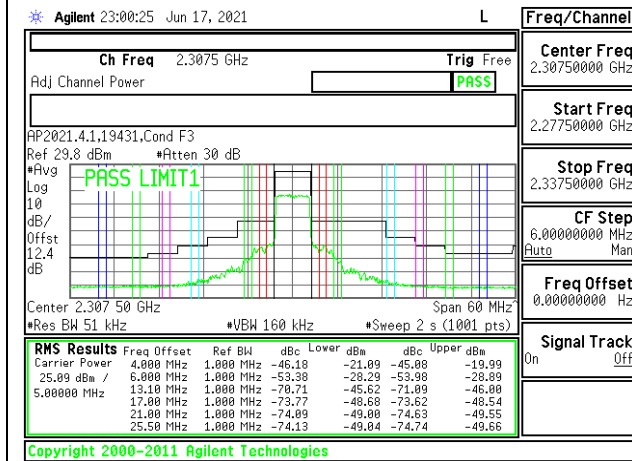 Agilent 23:00:25 Jun 17, 2021 L
Freq/Channel
Ch Freq 2.3075 GHz Trig Free
Adj Channel Power PASS
Center Freq
2.30750000 GHz
Start Freq
2.27750000 GHz
Stop Freq
2.33750000 GHz
CF Step
6.00000000 MHz
Auto Man
Freq Offset
0.00000000 Hz
Signal Track
On Off
AP2021.4.1,19431,Cond F3
Ref 29.8 dBm #Atten 30 dB
#Avg
Log
10
dB/
Offst
12.4
dB
PASS LIMIT1
Center 2.307 50 GHz Span 60 MHz^
#Res BW 51 kHz #VBW 160 kHz #Sweep 2 s (1001 pts)
RMS Results Freq Offset Ref BW dBc Lower dBm dBc Upper dBm
Carrier Power 4.000 MHz 1.000 MHz -46.18 -21.09 -45.08 -19.99
25.09 dBm / 6.000 MHz 1.000 MHz -53.38 -28.29 -53.98 -28.89
5.00000 MHz 13.10 MHz 1.000 MHz -70.71 -45.62 -71.09 -46.00
17.00 MHz 1.000 MHz -73.77 -48.68 -73.62 -48.54
21.00 MHz 1.000 MHz -74.09 -49.00 -74.63 -49.55
25.50 MHz 1.000 MHz -74.13 -49.04 -74.74 -49.66
Copyright 2000-2011 Agilent Technologies